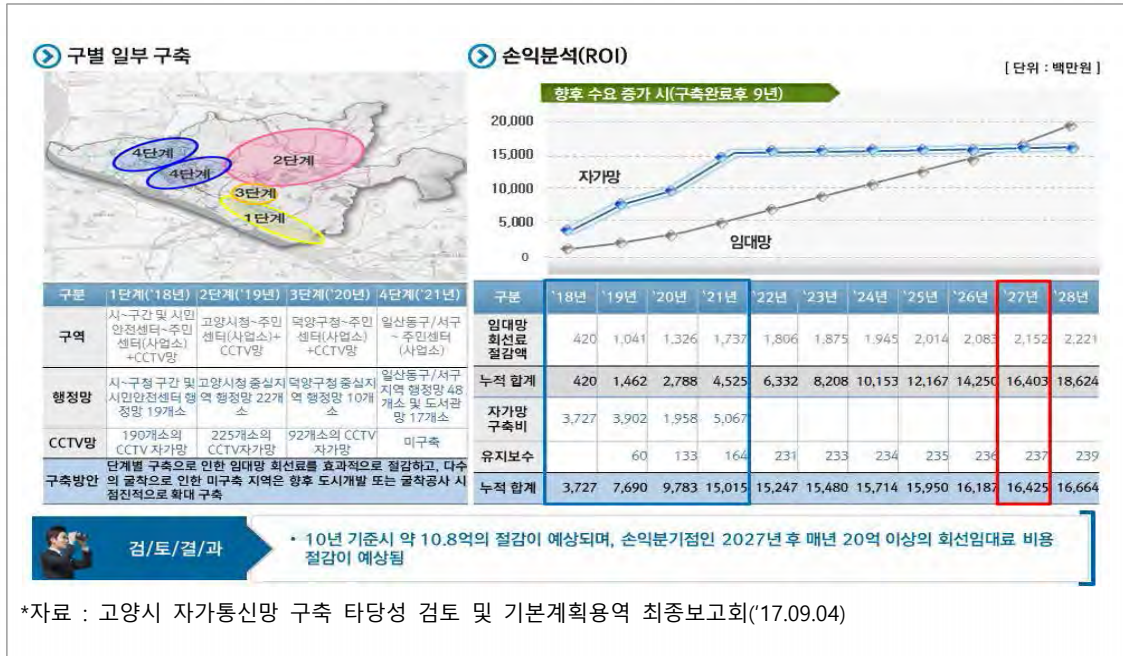 구별 일부 구축
4단계
4단계
2단계
3단계
1단계
구분 1단계('18년) 2단계('19년) 3단계('20년) 4단계('21년)
구역
시~구간 및 시민
안전센터~주민
센터(사업소)
+CCTV망
고양시청~주민
센터(사업소)+
CCTV망
덕양구청~주민
센터(사업소)
+CCTV망
일산동구/서구
~ 주민센터
(사업소)
행정망
시~구청 구간 및
시민안전센터 행
정망 19개소
고양시청 중심지
역 행정망 22개
소
덕양구청 중심지
역 행정망 10개
소
일산동구/서구
지역 행정망 48
개소 및 도서관
망 17개소
CCTV망
190개소의
CCTV 자가망
225개소의
CCTV자가망
92개소의 CCTV
자가망
미구축
구축방안
단계별 구축으로 인한 임대망 회선료를 효과적으로 절감하고, 다수
의 굴착으로 인한 미구축 지역은 향후 도시개발 또는 굴착공사 시
점진적으로 확대 구축
손익분석(ROI)
[ 단위 : 백만원 ]
향후 수요 증가 시(구축완료후 9년)
20,000
15,000
10,000
5,000
0
자가망
임대망
구분 '18년 '19년 '20년 '21년 '22년 '23년 '24년 '25년 '26년 '27년 '28년
임대망
회선료
절감액
420 1,041 1,326 1,737 1,806 1,875 1,945 2,014 2,083 2,152 2,221
누적 합계 420 1,462 2,788 4,525 6,332 8,208 10,153 12,167 14,250 16,403 18,624
자가망
구축비
3,727 3,902 1,958 5,067
유지보수 60 133 164 231 233 234 235 236 237 239
누적 합계 3,727 7,690 9,783 15,015 15,247 15,480 15,714 15,950 16,187 16,425 16,664
검/토/결/과
• 10년 기준시 약 10.8억의 절감이 예상되며, 손익분기점인 2027년 후 매년 20억 이상의 회선임대료 비용
절감이 예상됨
*자료 : 고양시 자가통신망 구축 타당성 검토 및 기본계획용역 최종보고회('17.09.04)